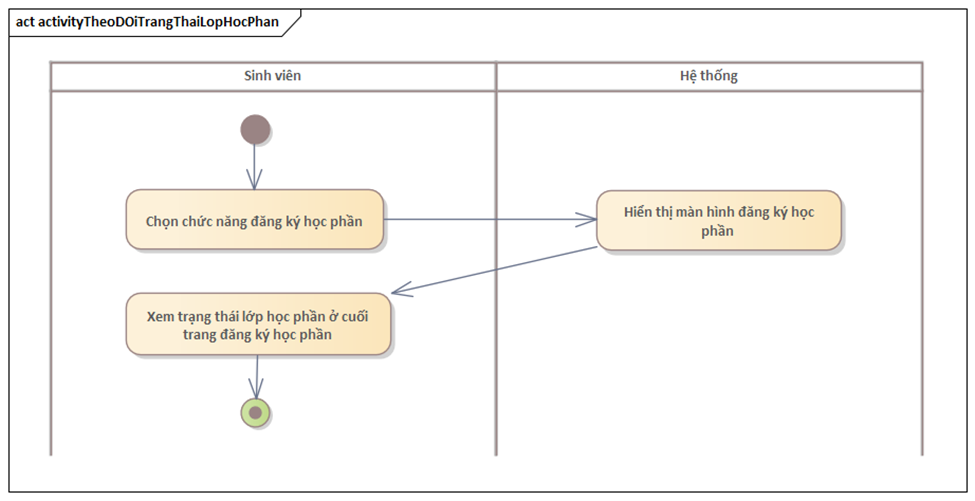 act activityTheoDOiTrangThaiLopHocPhan
Sinh viên
Hệ thống
Chọn chức năng đăng ký học phần
Hiển thị màn hình đăng ký học
phần
Xem trạng thái lớp học phần ở cuối
trang đăng ký học phần